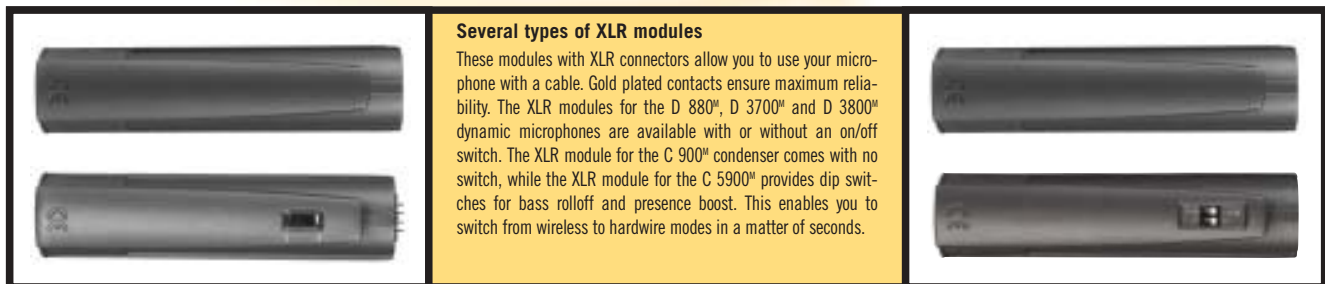 Several types of XLR modules
These modules with XLR connectors allow you to use your micro-
phone with a cable. Gold plated contacts ensure maximum relia-
bility. The XLR modules for the D 880ᴹ, D 3700ᴹ and D 3800ᴹ
dynamic microphones are available with or without an on/off
switch. The XLR module for the C 900ᴹ condenser comes with no
switch, while the XLR module for the C 5900ᴹ provides dip swit-
ches for bass rolloff and presence boost. This enables you to
switch from wireless to hardwire modes in a matter of seconds.